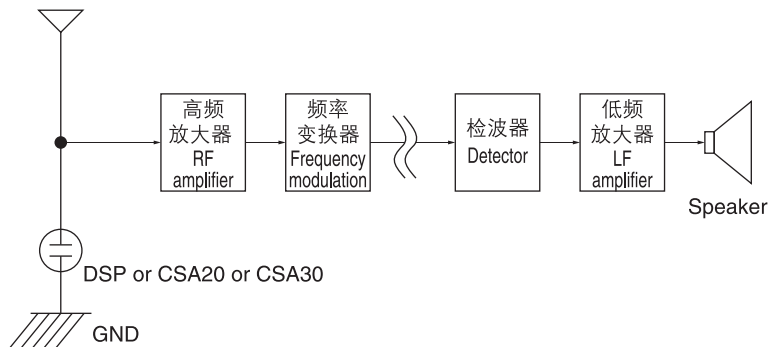 高频
放大器
RF
amplifier
频率
变换器
Frequency
modulation
检波器
Detector
低频
放大器
LF
amplifier
Speaker
DSP or CSA20 or CSA30
GND